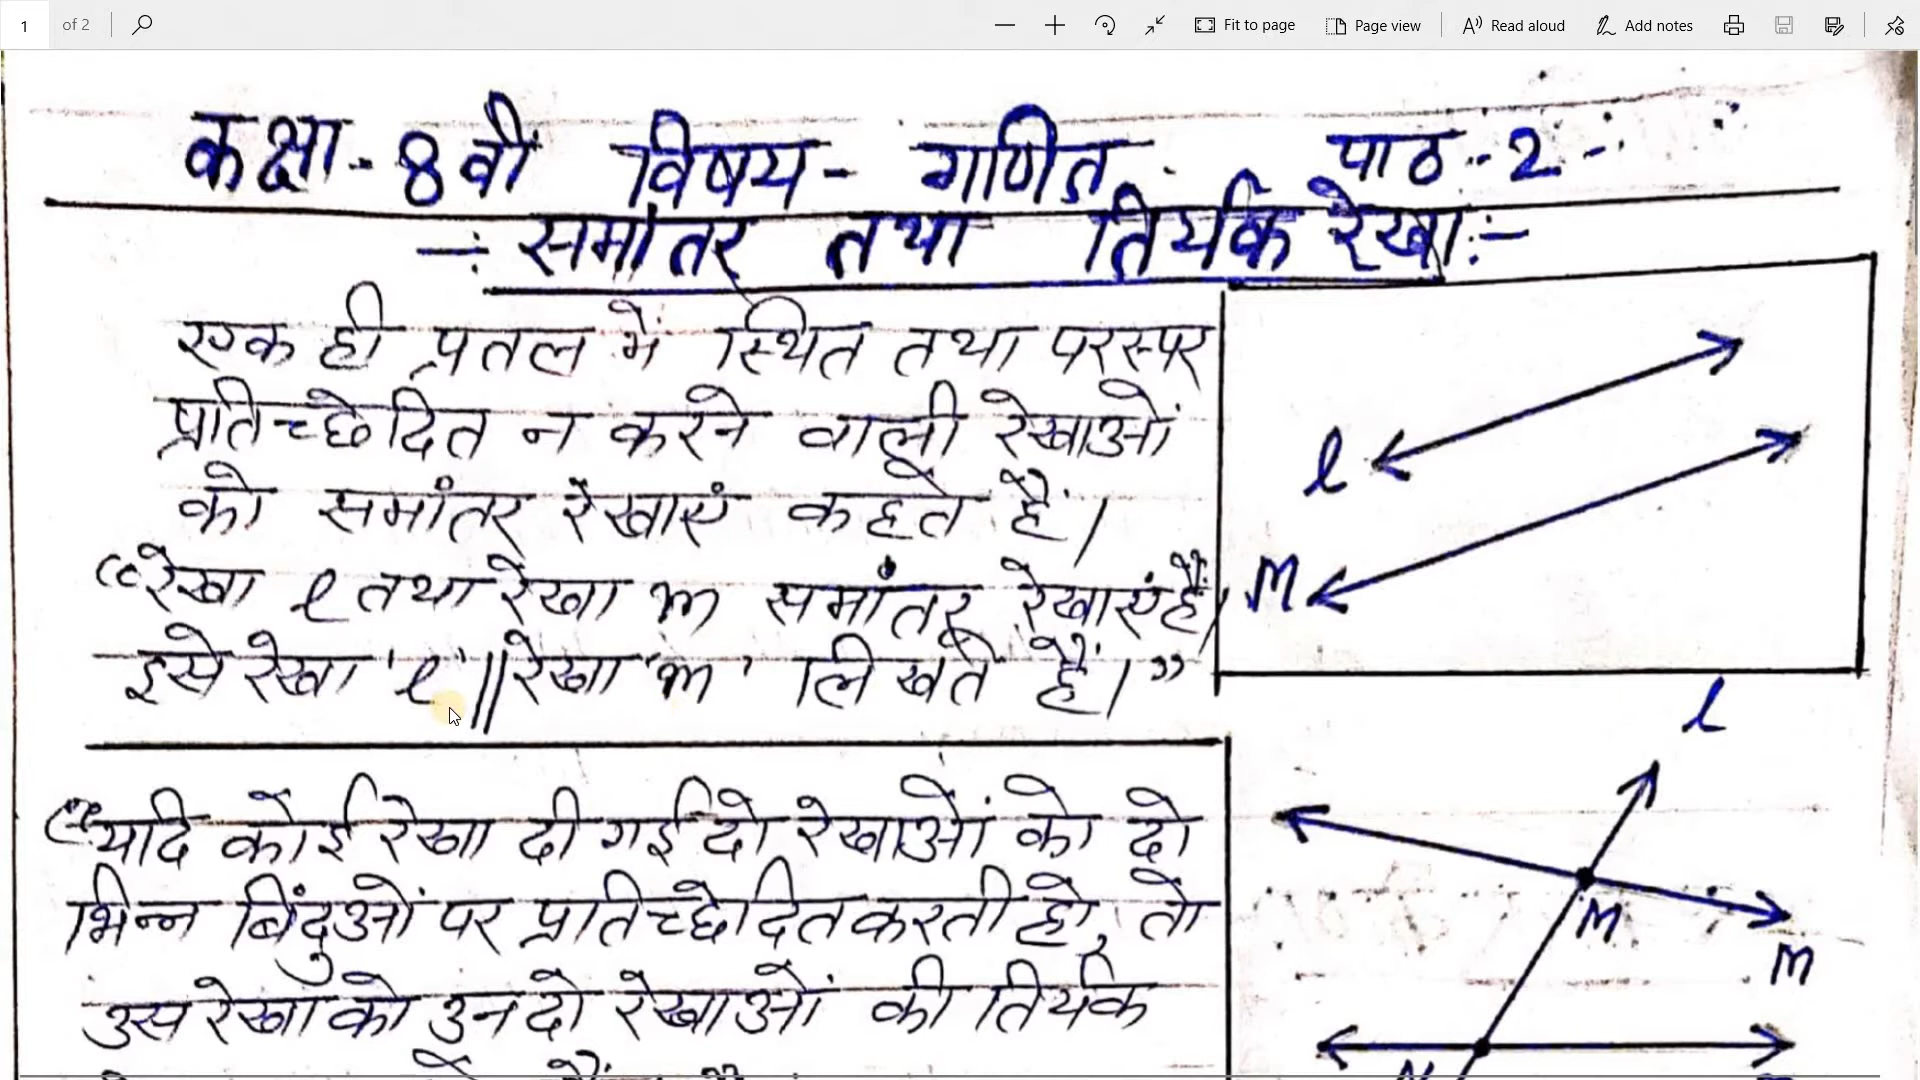 1 of 2 Fit to page Page view Read aloud Add notes
कक्षा - 8वीं विषय - गणित पाठ - 2 -
-: समांतर तथा तिर्यक रेखा :-
एक ही प्रतल में स्थित तथा परस्पर
प्रतिच्छेदित न करने वाली रेखाओं
को समांतर रेखाएं कहते हैं।
l
“रेखा l तथा रेखा m समांतर रेखाएं हैं,
M
इसे रेखा 'l' || रेखा 'm' लिखते हैं।”
l
“यदि कोई रेखा दी गई दो रेखाओं को दो
भिन्न बिंदुओं पर प्रतिच्छेदित करती हो, तो
M
m
उस रेखा को उन दो रेखाओं की तिर्यक